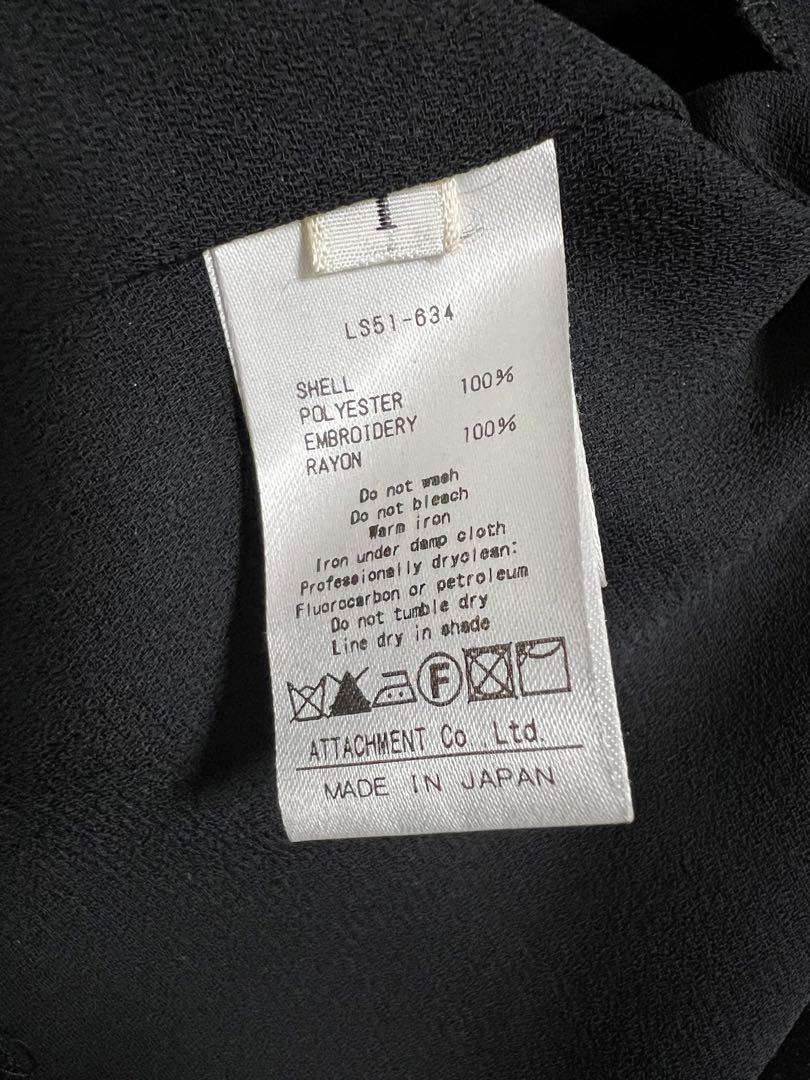 1
LS51-634
SHELL
POLYESTER 100%
EMBROIDERY
RAYON 100%
Do not wash
Do not bleach
Warm iron
Iron under damp cloth
Professionally dryclean:
Fluorocarbon or petroleum
Do not tumble dry
Line dry in shade
F
ATTACHMENT Co Ltd.
MADE IN JAPAN